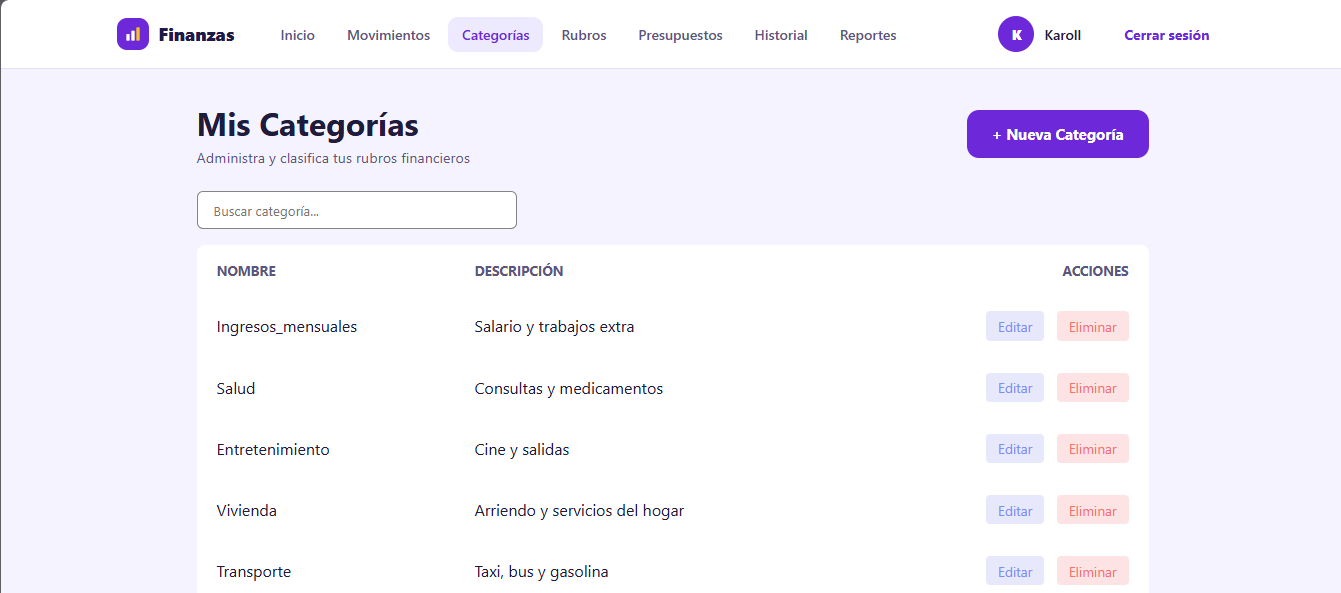 Finanzas Inicio Movimientos Categorías Rubros Presupuestos Historial Reportes K Karoll Cerrar sesión
Mis Categorías
+ Nueva Categoría
Administra y clasifica tus rubros financieros
Buscar categoría...
NOMBRE DESCRIPCIÓN ACCIONES
Ingresos_mensuales Salario y trabajos extra Editar Eliminar
Salud Consultas y medicamentos Editar Eliminar
Entretenimiento Cine y salidas Editar Eliminar
Vivienda Arriendo y servicios del hogar Editar Eliminar
Transporte Taxi, bus y gasolina Editar Eliminar